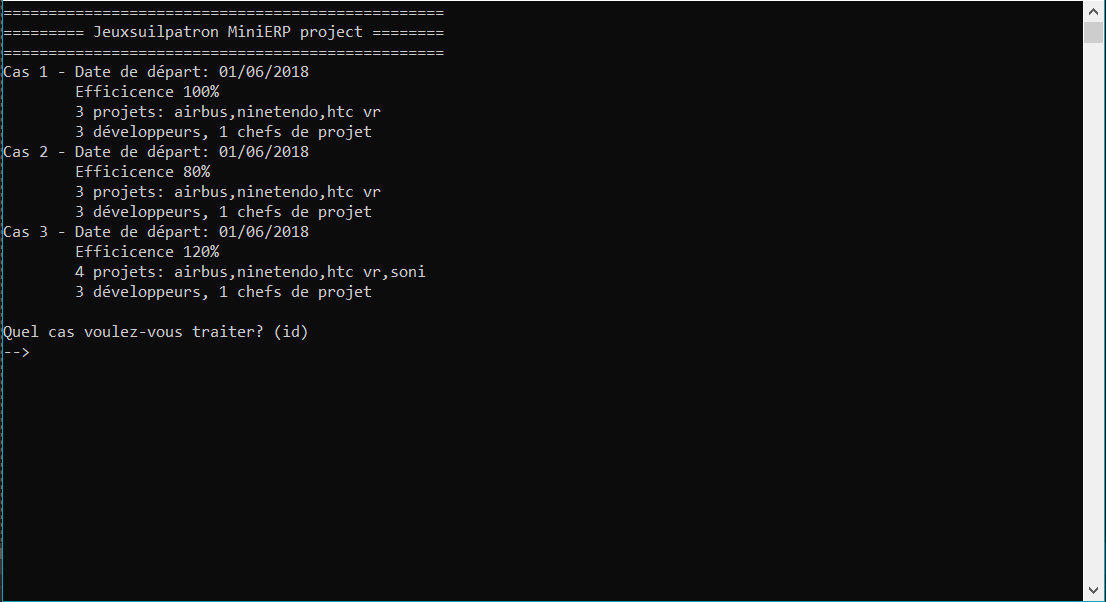 =================================================
========= Jeuxsuilpatron MiniERP project ========
=================================================
Cas 1 - Date de départ: 01/06/2018
        Efficicence 100%
        3 projets: airbus,ninetendo,htc vr
        3 développeurs, 1 chefs de projet
Cas 2 - Date de départ: 01/06/2018
        Efficicence 80%
        3 projets: airbus,ninetendo,htc vr
        3 développeurs, 1 chefs de projet
Cas 3 - Date de départ: 01/06/2018
        Efficicence 120%
        4 projets: airbus,ninetendo,htc vr,soni
        3 développeurs, 1 chefs de projet
Quel cas voulez-vous traiter? (id)
-->